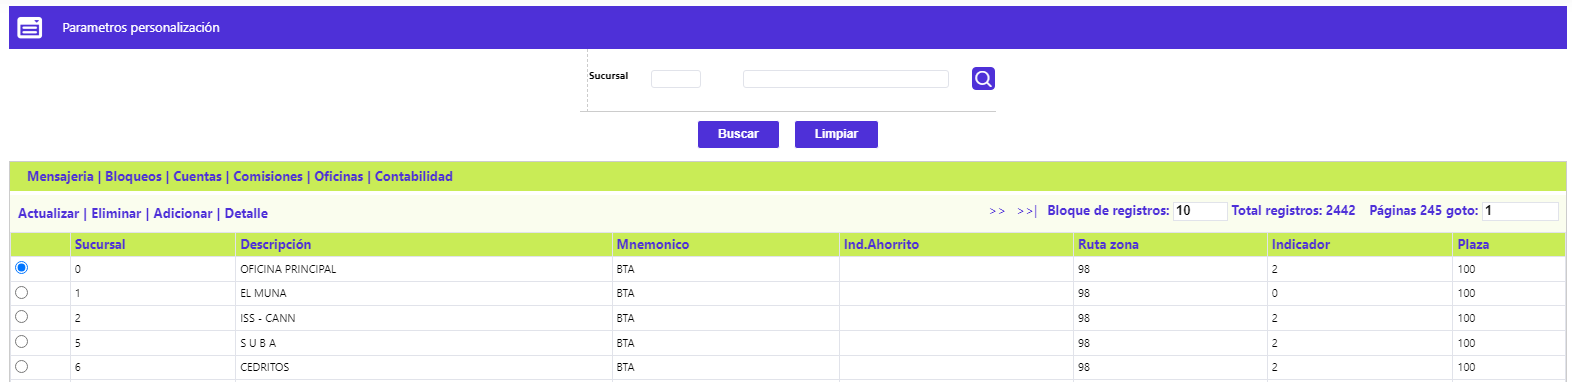 Parametros personalización
Sucursal
Buscar Limpiar
Mensajeria | Bloqueos | Cuentas | Comisiones | Oficinas | Contabilidad
Actualizar | Eliminar | Adicionar | Detalle >> >>| Bloque de registros: 10 Total registros: 2442 Páginas 245 goto: 1
Sucursal Descripción Mnemonico Ind.Ahorrito Ruta zona Indicador Plaza
0 OFICINA PRINCIPAL BTA 98 2 100
1 EL MUNA BTA 98 0 100
2 ISS - CANN BTA 98 2 100
5 S U B A BTA 98 2 100
6 CEDRITOS BTA 98 2 100